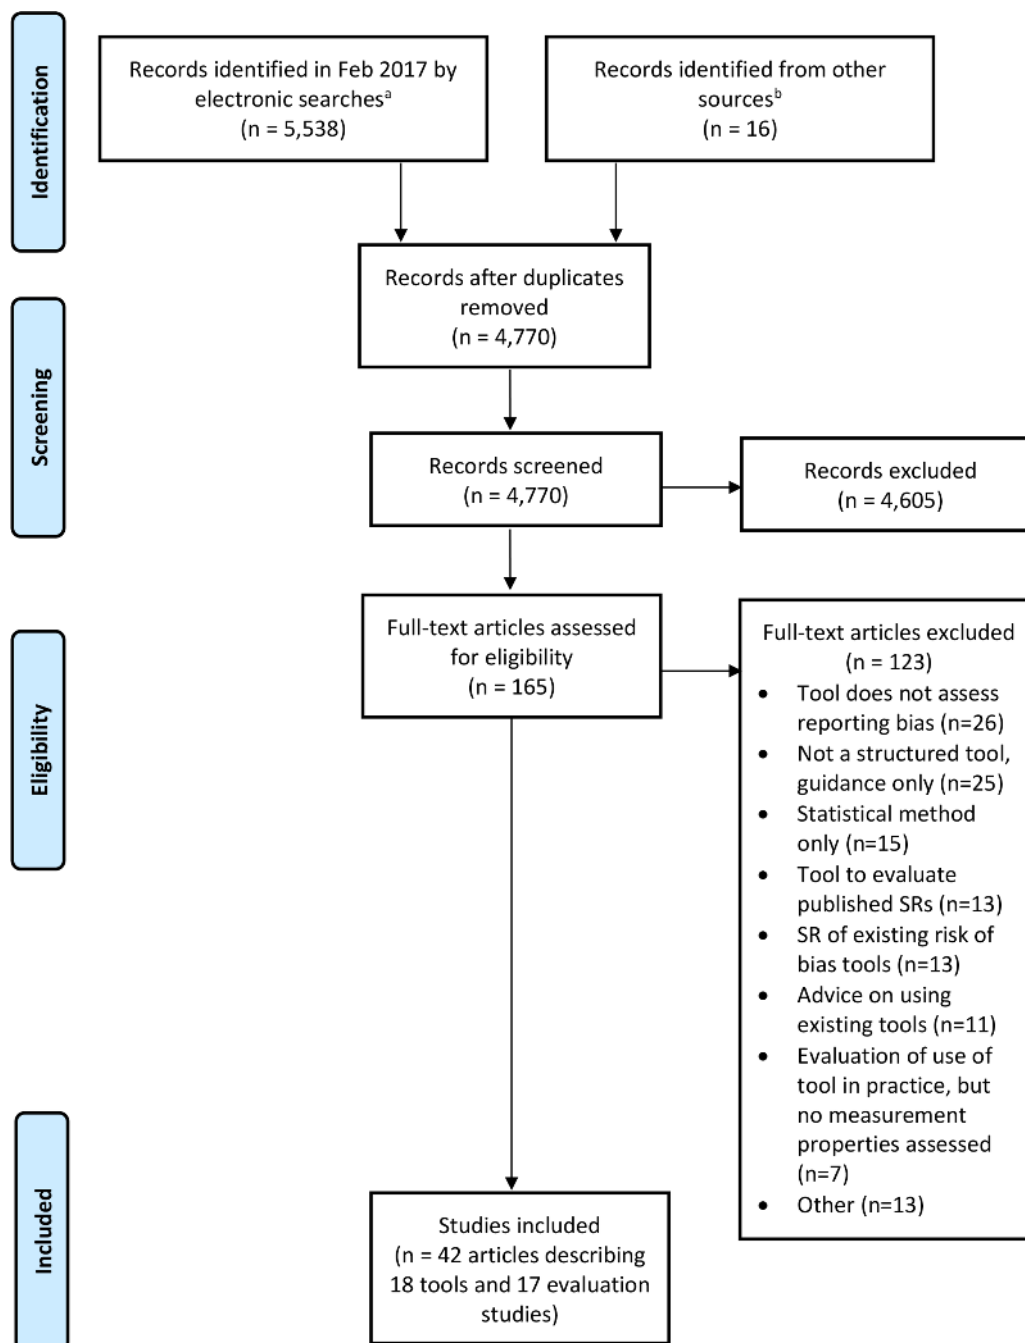 Identification
Records identified in Feb 2017 by
electronic searchesᵃ
(n = 5,538)
Records identified from other
sourcesᵇ
(n = 16)
Records after duplicates
removed
(n = 4,770)
Screening
Records screened
(n = 4,770)
Records excluded
(n = 4,605)
Eligibility
Full-text articles assessed
for eligibility
(n = 165)
Full-text articles excluded
(n = 123)
• Tool does not assess
reporting bias (n=26)
• Not a structured tool,
guidance only (n=25)
• Statistical method
only (n=15)
• Tool to evaluate
published SRs (n=13)
• SR of existing risk of
bias tools (n=13)
• Advice on using
existing tools (n=11)
• Evaluation of use of
tool in practice, but
no measurement
properties assessed
(n=7)
• Other (n=13)
Included
Studies included
(n = 42 articles describing
18 tools and 17 evaluation
studies)